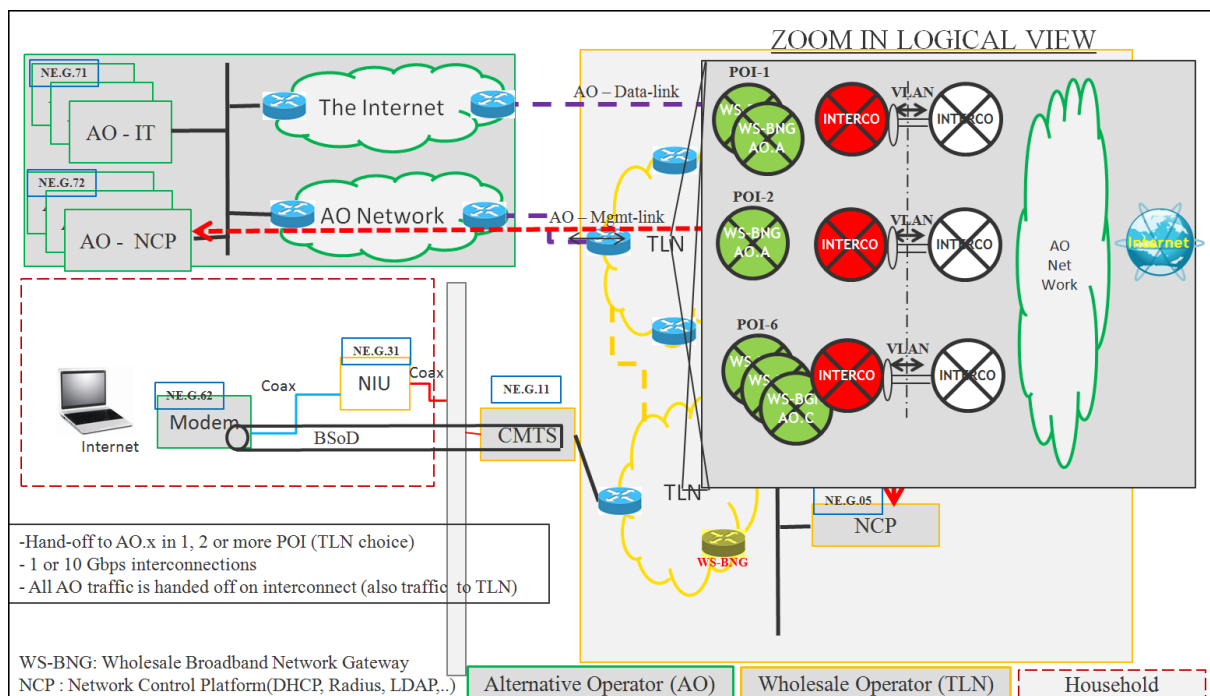 ZOOM IN LOGICAL VIEW
NE.G.71
AO - IT
The Internet
AO – Data-link
NE.G.72
AO - NCP
AO Network
AO – Mgmt-link
TLN
POI-1
WS-
WS-BNG
AO.A
INTERCO
VLAN
INTERCO
POI-2
WS-BNG
AO.A
INTERCO
VLAN
INTERCO
POI-6
WS-
WS-
WS-BG
AO.C
INTERCO
VLAN
INTERCO
AO
Net
Work
Internet
NE.G.31
NIU
Coax
Coax
NE.G.62
Modem
Internet
BSoD
NE.G.11
CMTS
TLN
WS-BNG
NE.G.05
NCP
-Hand-off to AO.x in 1, 2 or more POI (TLN choice)
- 1 or 10 Gbps interconnections
- All AO traffic is handed off on interconnect (also traffic to TLN)
WS-BNG: Wholesale Broadband Network Gateway
NCP : Network Control Platform(DHCP, Radius, LDAP,..)
Alternative Operator (AO)
Wholesale Operator (TLN)
Household